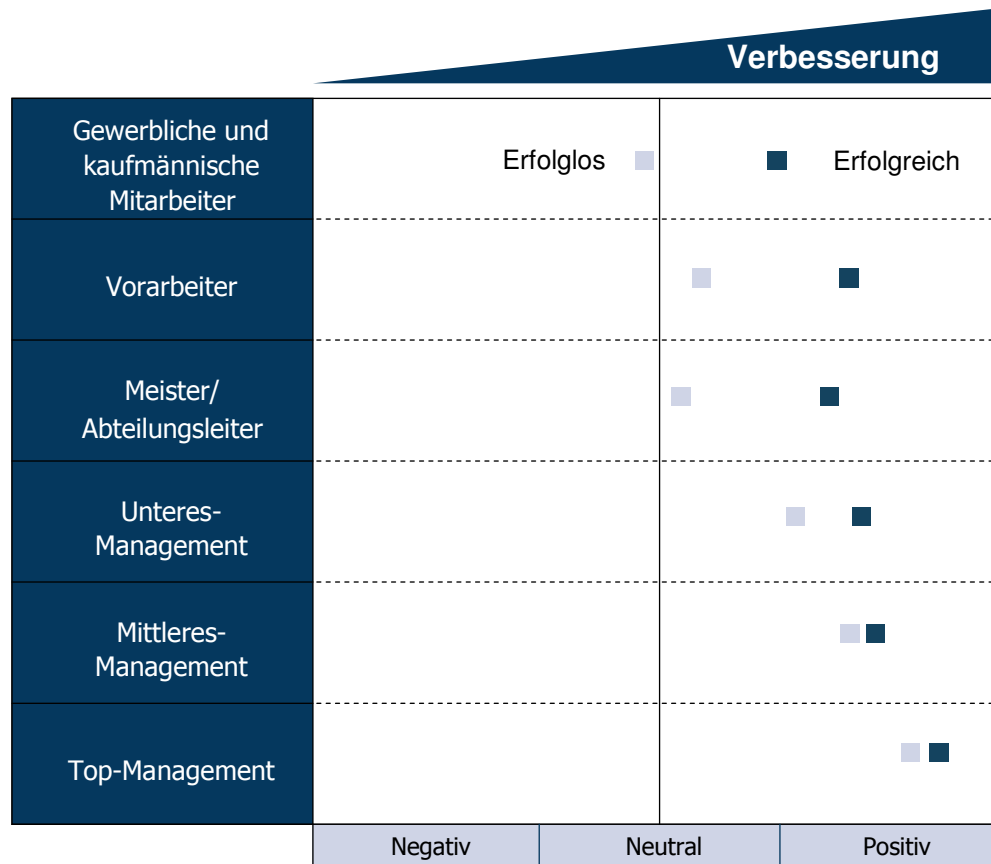 Verbesserung
Gewerbliche und
kaufmännische
Mitarbeiter
Erfolglos
Erfolgreich
Vorarbeiter
Meister/
Abteilungsleiter
Unteres-
Management
Mittleres-
Management
Top-Management
Negativ
Neutral
Positiv